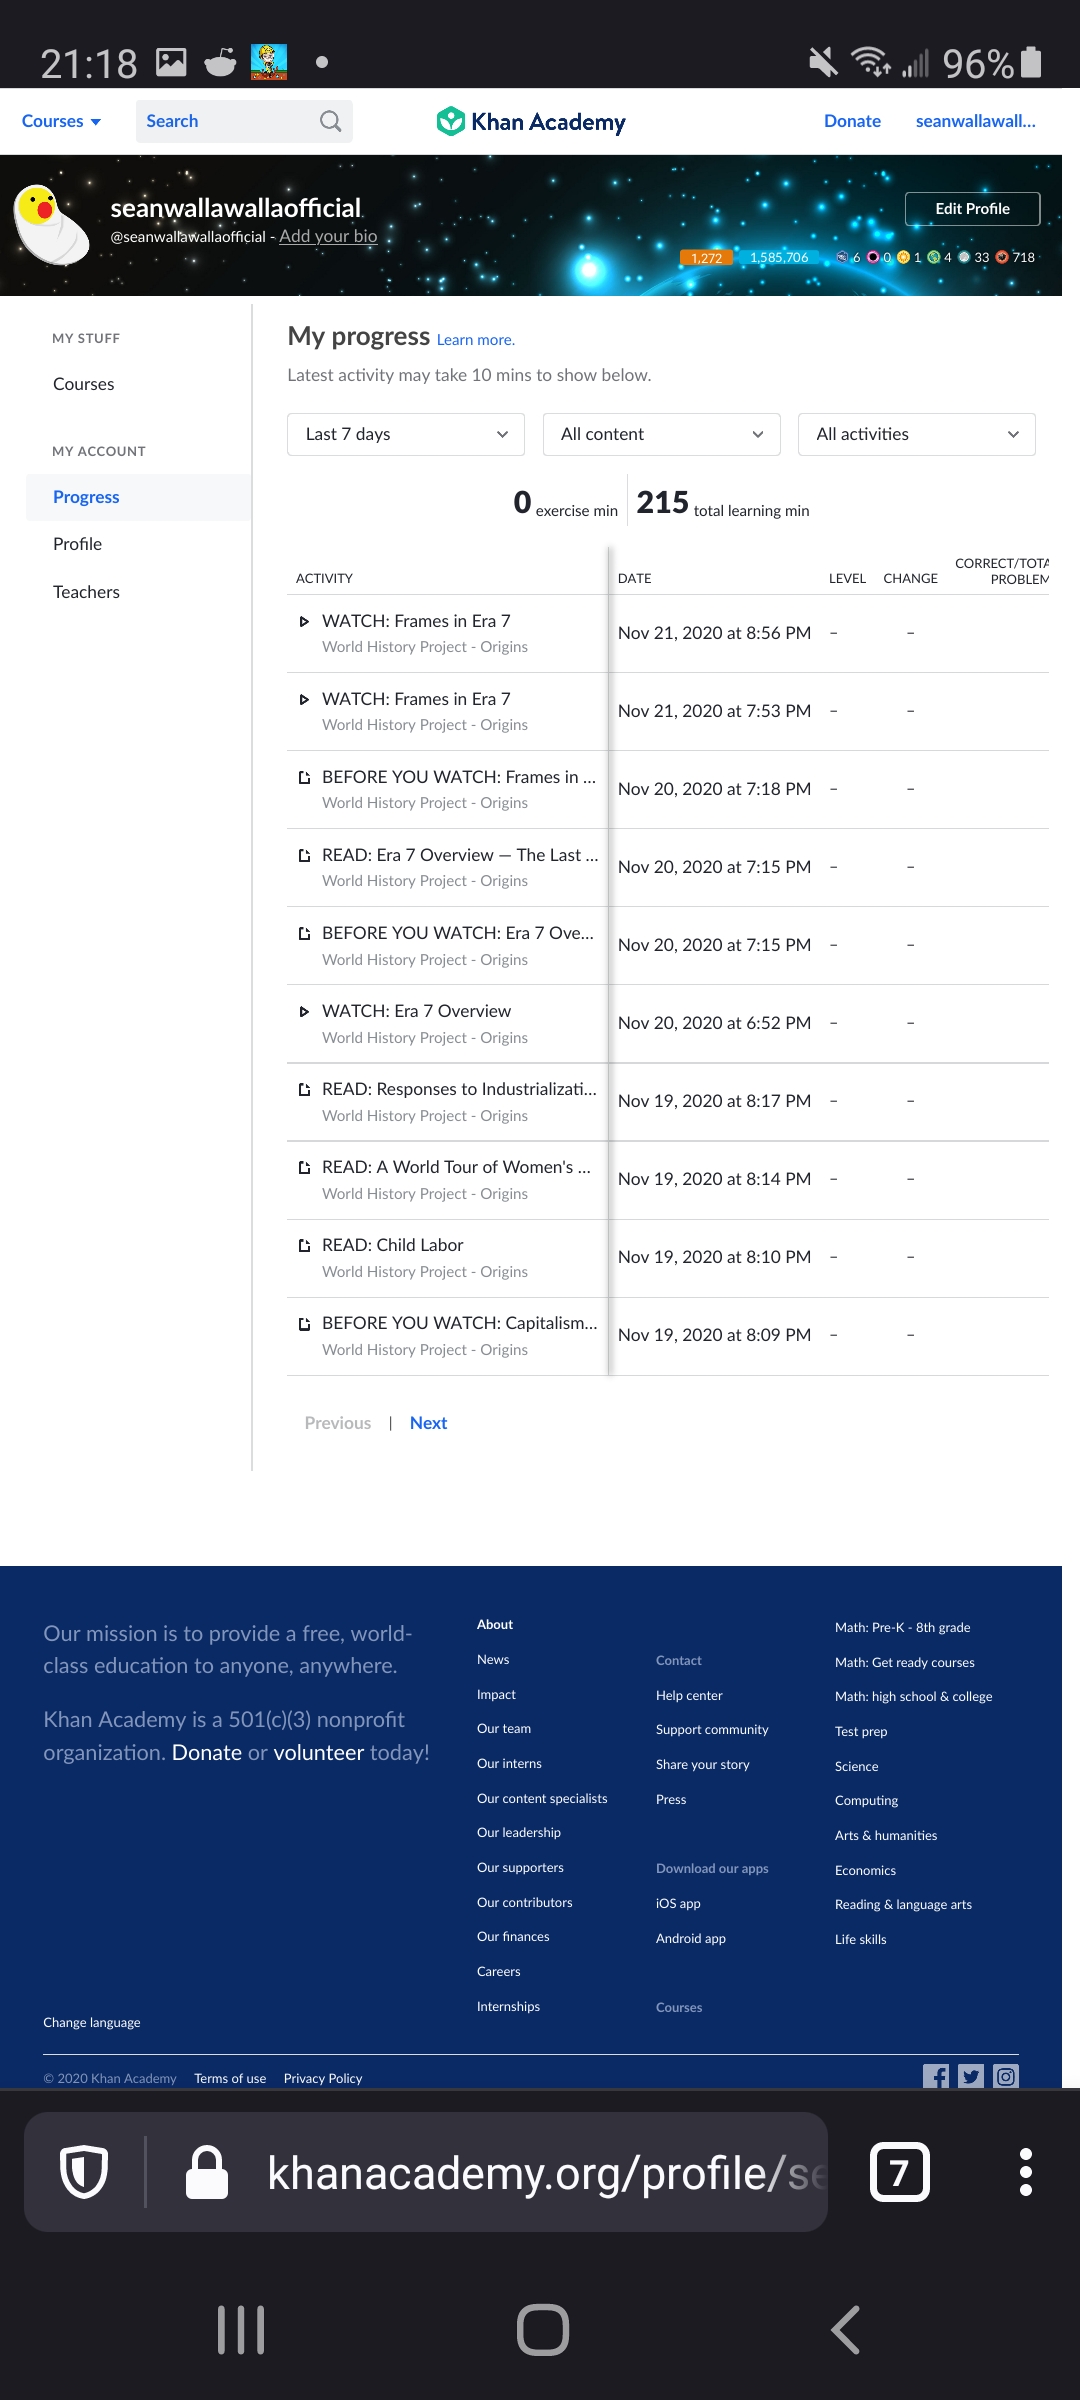 21:18
96%
Courses
Search
Khan Academy
Donate
seanwallawall...
seanwallawallaofficial
@seanwallawallaofficial - Add your bio
Edit Profile
1,272
1,585,706
6
0
1
4
33
718
MY STUFF
Courses
MY ACCOUNT
Progress
Profile
Teachers
My progress Learn more.
Latest activity may take 10 mins to show below.
Last 7 days
All content
All activities
0 exercise min
215 total learning min
ACTIVITY
DATE
LEVEL
CHANGE
CORRECT/TOTA
PROBLEM
WATCH: Frames in Era 7
World History Project - Origins
Nov 21, 2020 at 8:56 PM – –
WATCH: Frames in Era 7
World History Project - Origins
Nov 21, 2020 at 7:53 PM – –
BEFORE YOU WATCH: Frames in ...
World History Project - Origins
Nov 20, 2020 at 7:18 PM – –
READ: Era 7 Overview — The Last ...
World History Project - Origins
Nov 20, 2020 at 7:15 PM – –
BEFORE YOU WATCH: Era 7 Ove...
World History Project - Origins
Nov 20, 2020 at 7:15 PM – –
WATCH: Era 7 Overview
World History Project - Origins
Nov 20, 2020 at 6:52 PM – –
READ: Responses to Industrializati...
World History Project - Origins
Nov 19, 2020 at 8:17 PM – –
READ: A World Tour of Women's ...
World History Project - Origins
Nov 19, 2020 at 8:14 PM – –
READ: Child Labor
World History Project - Origins
Nov 19, 2020 at 8:10 PM – –
BEFORE YOU WATCH: Capitalism...
World History Project - Origins
Nov 19, 2020 at 8:09 PM – –
Previous | Next
Our mission is to provide a free, world-
class education to anyone, anywhere.
Khan Academy is a 501(c)(3) nonprofit
organization. Donate or volunteer today!
Change language
About
News
Impact
Our team
Our interns
Our content specialists
Our leadership
Our supporters
Our contributors
Our finances
Careers
Internships
Contact
Help center
Support community
Share your story
Press
Download our apps
iOS app
Android app
Courses
Math: Pre-K - 8th grade
Math: Get ready courses
Math: high school & college
Test prep
Science
Computing
Arts & humanities
Economics
Reading & language arts
Life skills
© 2020 Khan Academy
Terms of use
Privacy Policy
khanacademy.org/profile/se
7